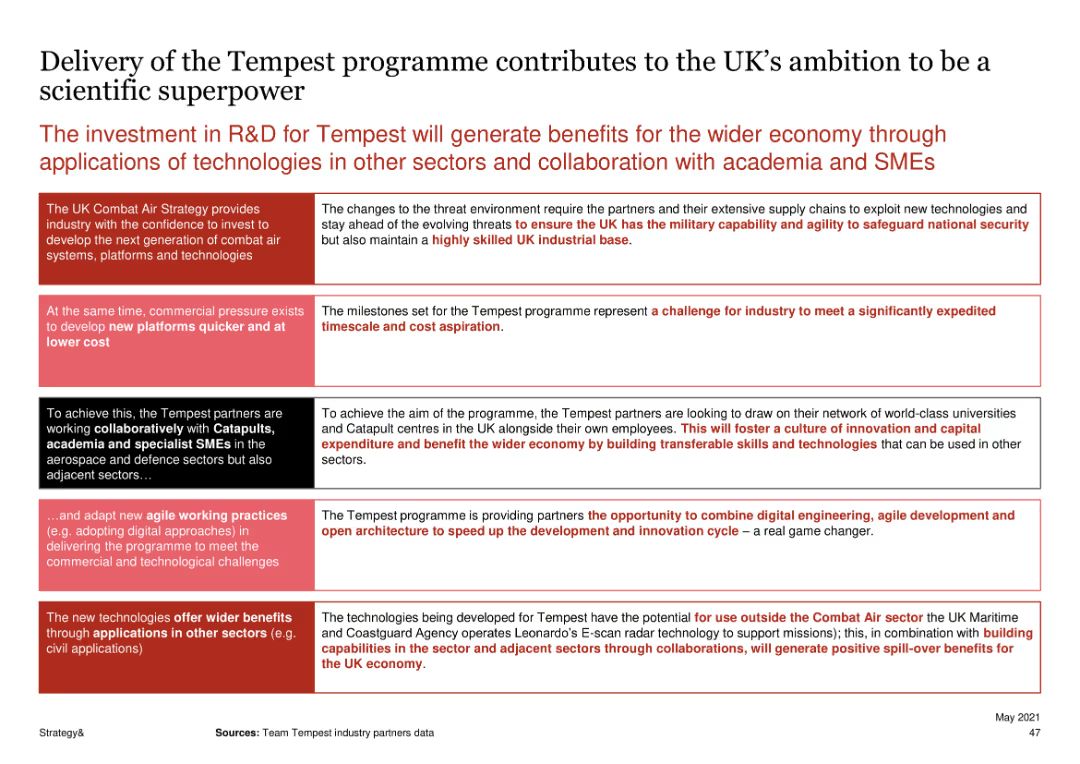 Delivery of the Tempest programme contributes to the UK’s ambition to be a
scientific superpower
The investment in R&D for Tempest will generate benefits for the wider economy through
applications of technologies in other sectors and collaboration with academia and SMEs
The UK Combat Air Strategy provides
industry with the confidence to invest to
develop the next generation of combat air
systems, platforms and technologies
The changes to the threat environment require the partners and their extensive supply chains to exploit new technologies and
stay ahead of the evolving threats to ensure the UK has the military capability and agility to safeguard national security
but also maintain a highly skilled UK industrial base.
At the same time, commercial pressure exists
to develop new platforms quicker and at
lower cost
The milestones set for the Tempest programme represent a challenge for industry to meet a significantly expedited
timescale and cost aspiration.
To achieve this, the Tempest partners are
working collaboratively with Catapults,
academia and specialist SMEs in the
aerospace and defence sectors but also
adjacent sectors…
To achieve the aim of the programme, the Tempest partners are looking to draw on their network of world-class universities
and Catapult centres in the UK alongside their own employees. This will foster a culture of innovation and capital
expenditure and benefit the wider economy by building transferable skills and technologies that can be used in other
sectors.
…and adapt new agile working practices
(e.g. adopting digital approaches) in
delivering the programme to meet the
commercial and technological challenges
The Tempest programme is providing partners the opportunity to combine digital engineering, agile development and
open architecture to speed up the development and innovation cycle – a real game changer.
The new technologies offer wider benefits
through applications in other sectors (e.g.
civil applications)
The technologies being developed for Tempest have the potential for use outside the Combat Air sector the UK Maritime
and Coastguard Agency operates Leonardo’s E-scan radar technology to support missions); this, in combination with building
capabilities in the sector and adjacent sectors through collaborations, will generate positive spill-over benefits for
the UK economy.
May 2021
Strategy&
Sources: Team Tempest industry partners data
47